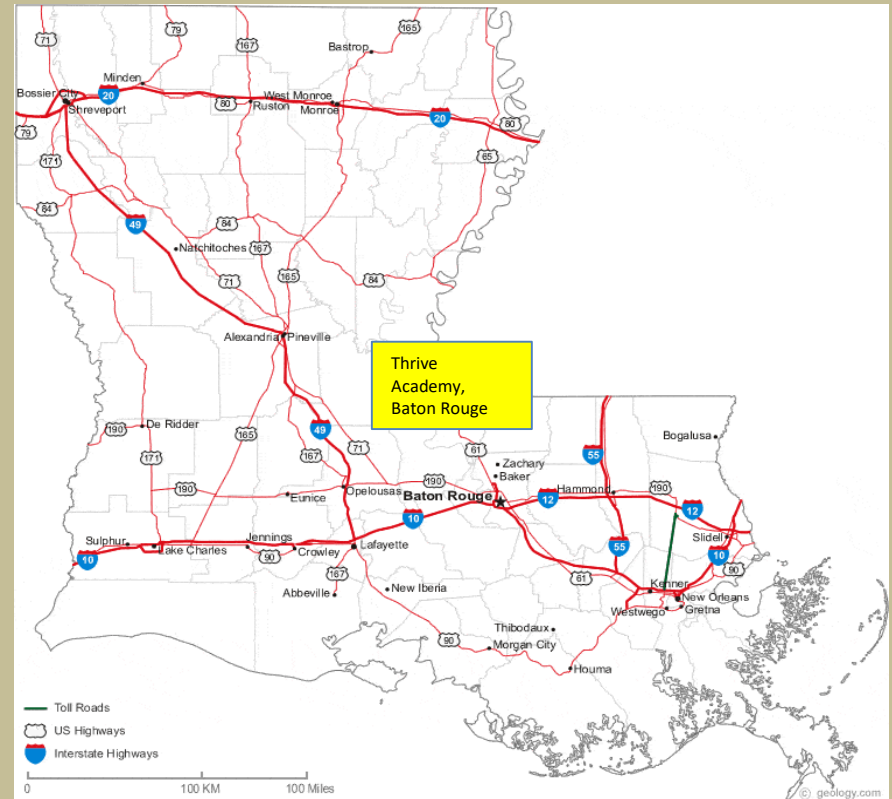 71
79
167
165
Bastrop
Minden
Bossier City
20
West Monroe
80
Ruston
Monroe
Shreveport
20
80
79
171
65
84
49
84
Natchitoches
167
71
165
84
Alexandria
Pineville
Thrive
Academy,
Baton Rouge
De Ridder
190
165
49
71
167
171
61
55
Bogalusa
Zachary
Baker
190
190
Eunice
Opelousas
Baton Rouge
12
Hammond
190
12
10
Sulphur
Lake Charles
Jennings
90
Crowley
Lafayette
55
Slidell
10
10
90
61
Kenner
167
Abbeville
New Iberia
New Orleans
Westwego
Gretna
Thibodaux
90
Morgan City
Houma
Toll Roads
US Highways
Interstate Highways
0
100 KM
100 Miles
© geology.com